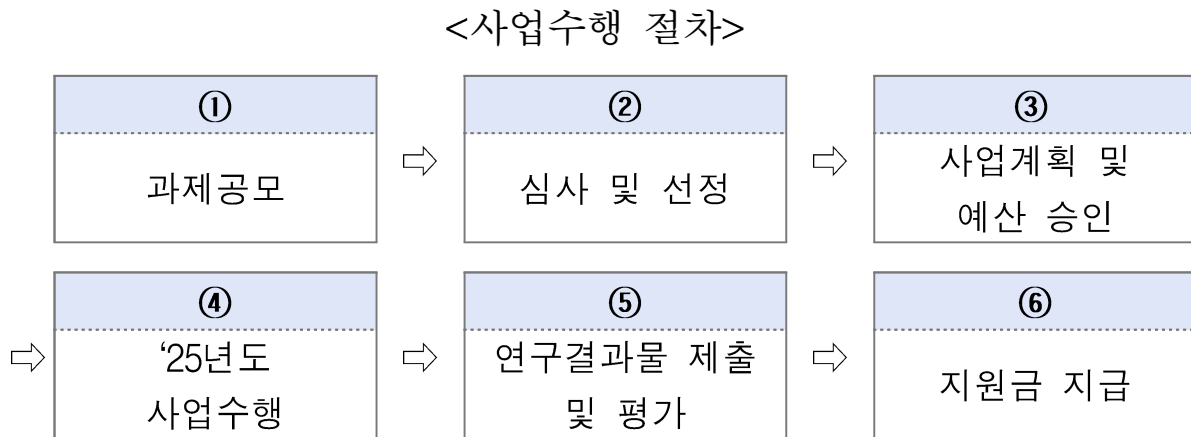 <사업수행 절차>
① ⇨ ② ⇨ ③
과제공모
심사 및 선정
사업계획 및
예산 승인
⇨ ④ ⇨ ⑤ ⇨ ⑥
‘25년도
사업수행
연구결과물 제출
및 평가
지원금 지급